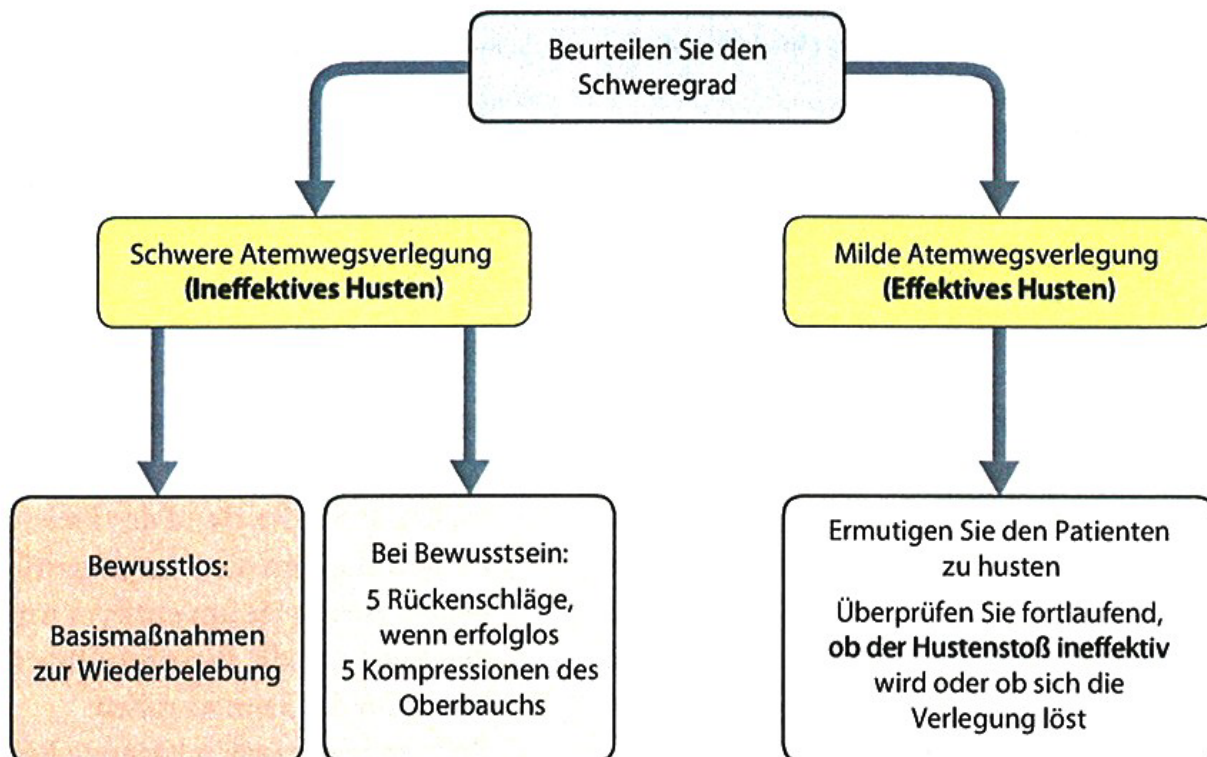 Beurteilen Sie den
Schweregrad
Schwere Atemwegsverlegung
(Ineffektives Husten)
Milde Atemwegsverlegung
(Effektives Husten)
Bewusstlos:
Basismaßnahmen
zur Wiederbelebung
Bei Bewusstsein:
5 Rückenschläge,
wenn erfolglos
5 Kompressionen des
Oberbauchs
Ermutigen Sie den Patienten
zu husten
Überprüfen Sie fortlaufend,
ob der Hustenstoß ineffektiv
wird oder ob sich die
Verlegung löst